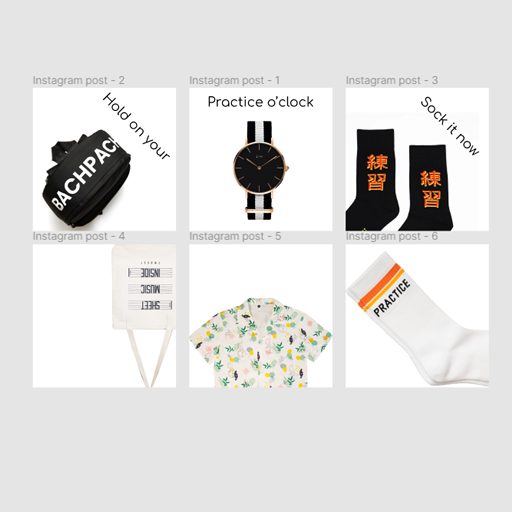 Instagram post - 2
Instagram post - 1
Instagram post - 3
Hold on your
BACHPACK
Practice o'clock
Sock it now
練習
練習
Instagram post - 4
Instagram post - 5
Instagram post - 6
SHEET
MUSIC
INSIDE
PRACTICE